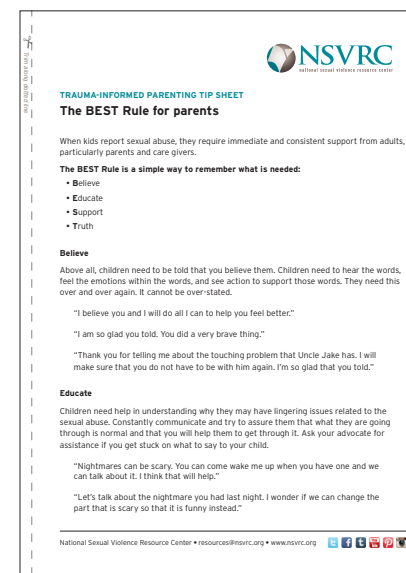 NSVRC
national sexual violence resource center
Trim along dotted line
TRAUMA-INFORMED PARENTING TIP SHEET
The BEST Rule for parents
When kids report sexual abuse, they require immediate and consistent support from adults,
particularly parents and care givers.
The BEST Rule is a simple way to remember what is needed:
• Believe
• Educate
• Support
• Truth
Believe
Above all, children need to be told that you believe them. Children need to hear the words,
feel the emotions within the words, and see action to support those words. They need this
over and over again. It cannot be over-stated.
“I believe you and I will do all I can to help you feel better.”
“I am so glad you told. You did a very brave thing.”
“Thank you for telling me about the touching problem that Uncle Jake has. I will
make sure that you do not have to be with him again. I’m so glad that you told.”
Educate
Children need help in understanding why they may have lingering issues related to the
sexual abuse. Constantly communicate and try to assure them that what they are going
through is normal and that you will help them to get through it. Ask your advocate for
assistance if you get stuck on what to say to your child.
“Nightmares can be scary. You can come wake me up when you have one and we
can talk about it. I think that will help.”
“Let’s talk about the nightmare you had last night. I wonder if we can change the
part that is scary so that it is funny instead.”
National Sexual Violence Resource Center • resources@nsvrc.org • www.nsvrc.org